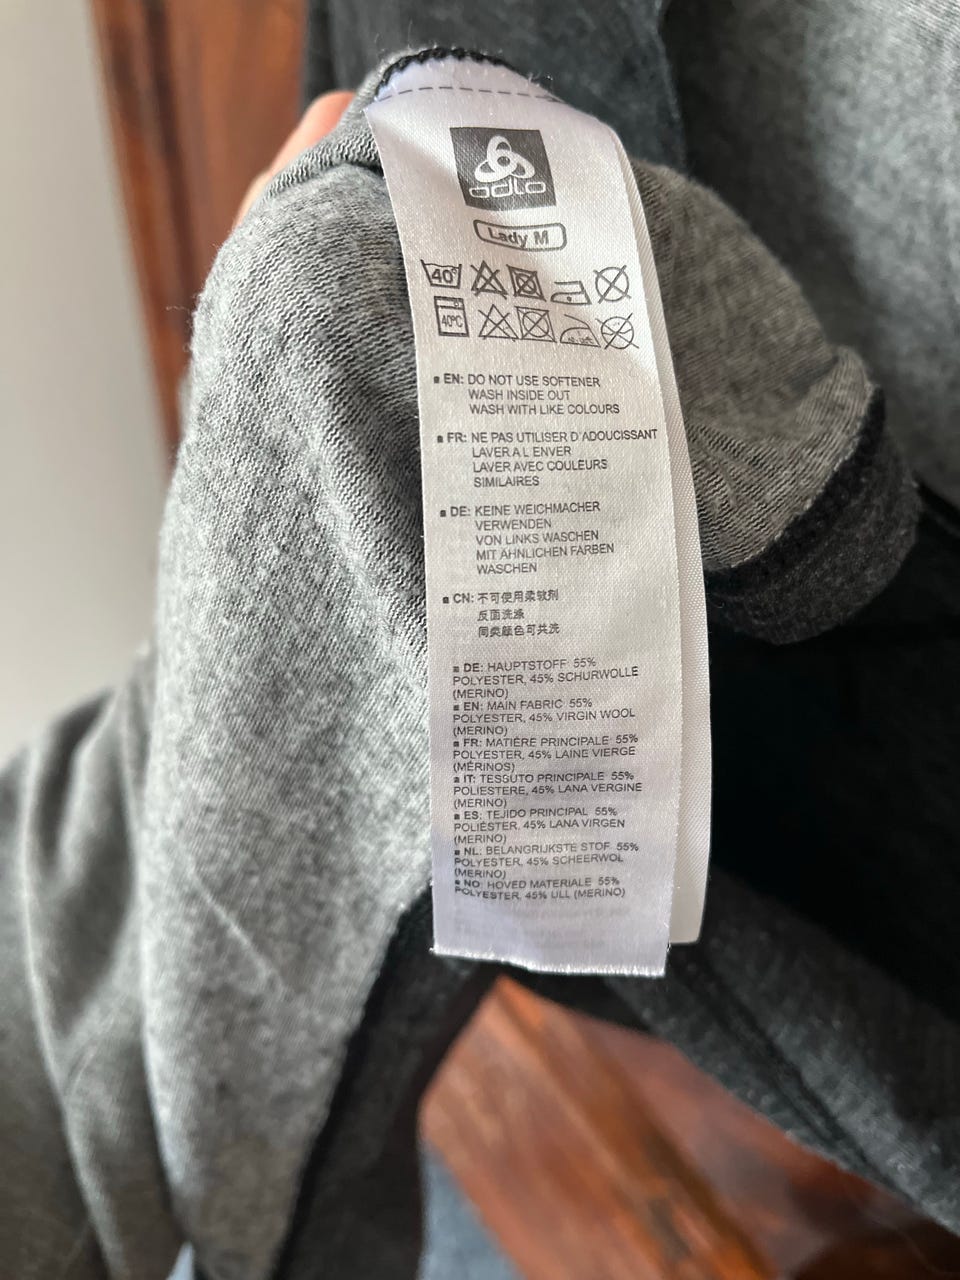 odlo
Lady M
40°
40°C
EN: DO NOT USE SOFTENER
WASH INSIDE OUT
WASH WITH LIKE COLOURS
FR: NE PAS UTILISER D'ADOUCISSANT
LAVER A L ENVER
LAVER AVEC COULEURS
SIMILAIRES
DE: KEINE WEICHMACHER
VERWENDEN
VON LINKS WASCHEN
MIT ÄHNLICHEN FARBEN
WASCHEN
CN: 不可使用柔软剂
反面洗涤
同类颜色可共洗
DE: HAUPTSTOFF 55%
POLYESTER, 45% SCHURWOLLE
(MERINO)
EN: MAIN FABRIC 55%
POLYESTER, 45% VIRGIN WOOL
(MERINO)
FR: MATIÈRE PRINCIPALE 55%
POLYESTER, 45% LAINE VIERGE
(MÉRINOS)
IT: TESSUTO PRINCIPALE 55%
POLIESTERE, 45% LANA VERGINE
(MERINO)
ES: TEJIDO PRINCIPAL 55%
POLIÉSTER, 45% LANA VIRGEN
(MERINO)
NL: BELANGRIJKSTE STOF 55%
POLYESTER, 45% SCHEERWOL
(MERINO)
NO: HOVED MATERIALE 55%
POLYESTER, 45% ULL (MERINO)